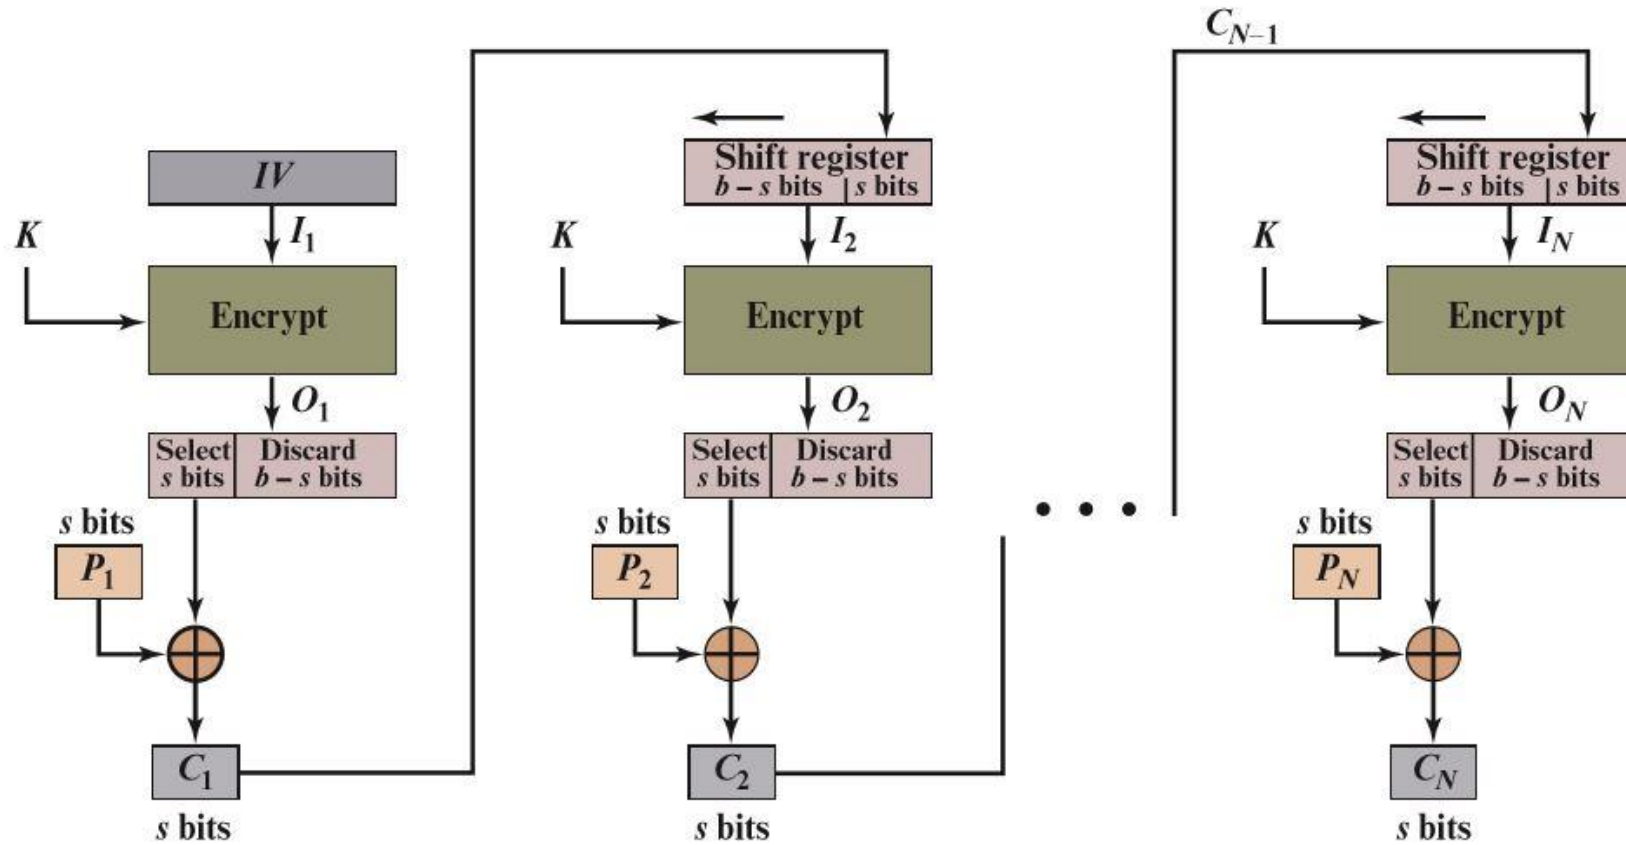 C_{N–1}
IV
Shift register
b – s bits | s bits
Shift register
b – s bits | s bits
K
I_1
K
I_2
K
I_N
Encrypt
Encrypt
Encrypt
O_1
O_2
O_N
Select
s bits
Discard
b – s bits
Select
s bits
Discard
b – s bits
Select
s bits
Discard
b – s bits
s bits
P_1
s bits
P_2
s bits
P_N
C_1
s bits
C_2
s bits
C_N
s bits